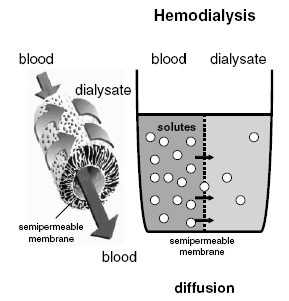 Hemodialysis
blood
dialysate
semipermeable
membrane
blood
blood
dialysate
solutes
semipermeable
membrane
diffusion